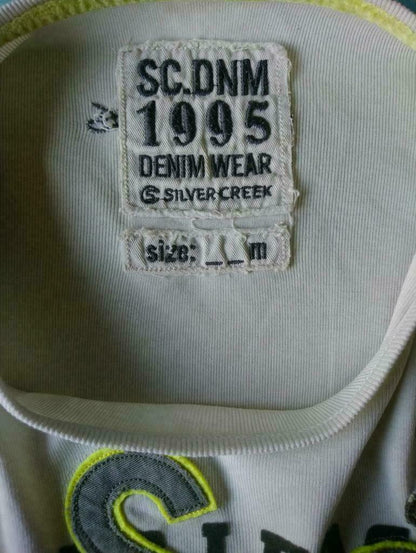 SC.DNM
1995
DENIM WEAR
SILVER CREEK
size: _ _ m
S